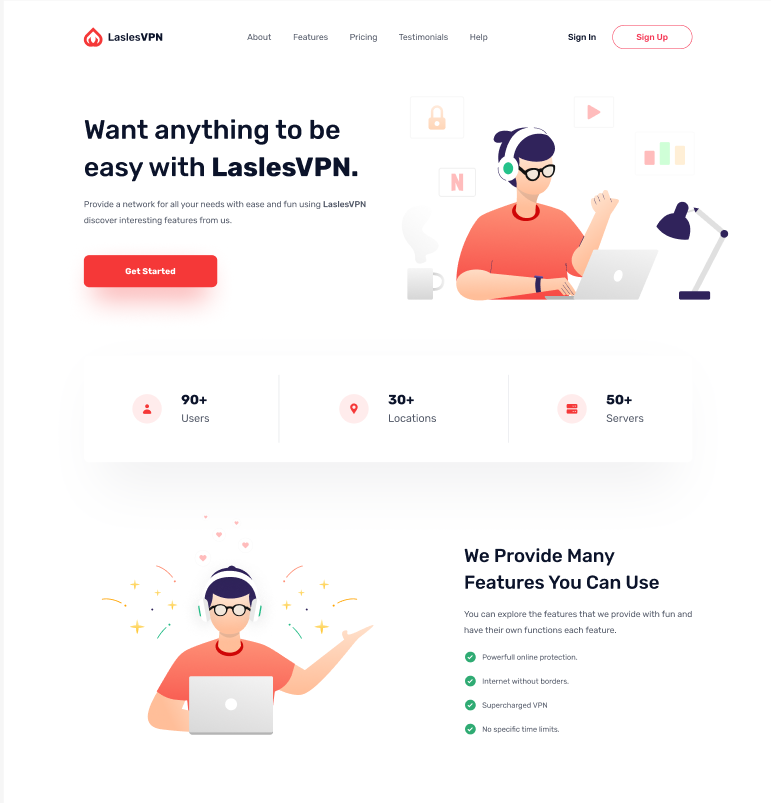 LaslesVPN
About Features Pricing Testimonials Help
Sign In
Sign Up
Want anything to be
easy with LaslesVPN.
Provide a network for all your needs with ease and fun using LaslesVPN
discover interesting features from us.
Get Started
N
90+
Users
30+
Locations
50+
Servers
We Provide Many
Features You Can Use
You can explore the features that we provide with fun and
have their own functions each feature.
Powerfull online protection.
Internet without borders.
Supercharged VPN
No specific time limits.